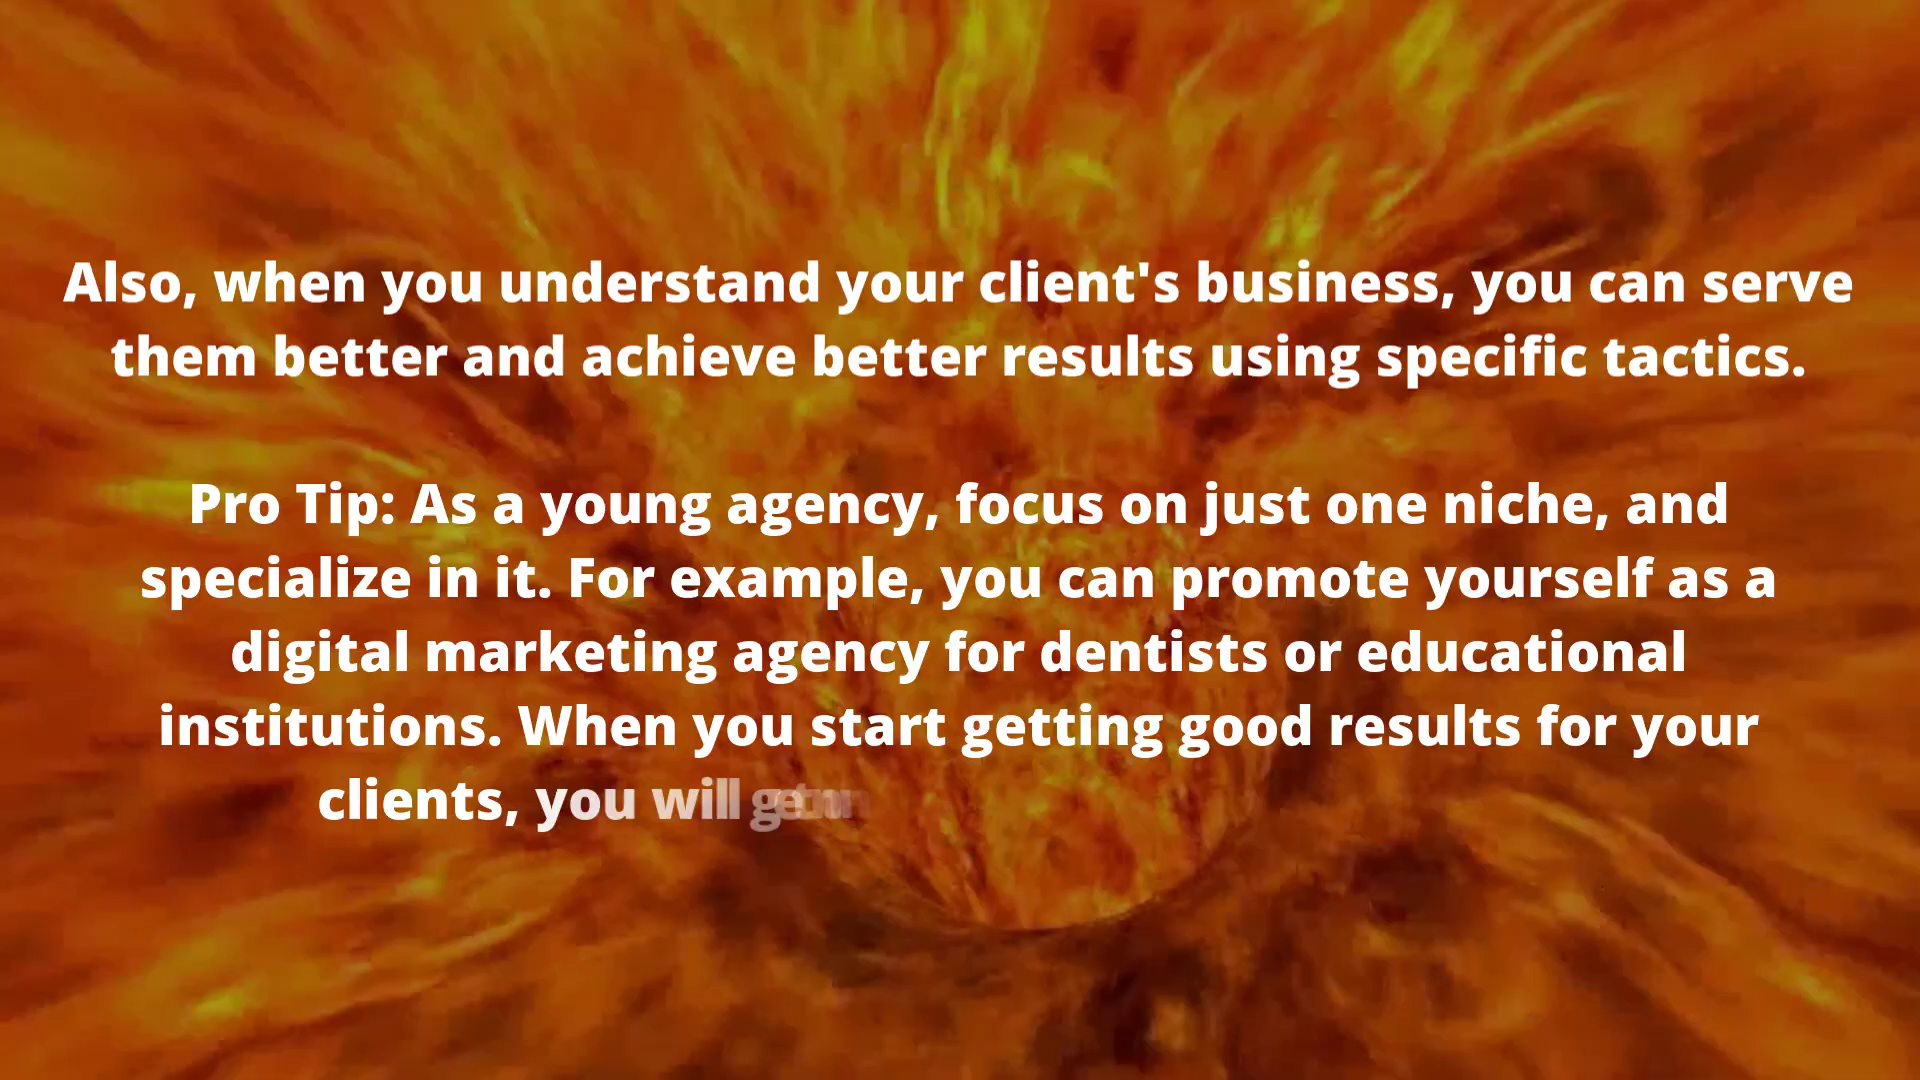 Also, when you understand your client's business, you can serve
them better and achieve better results using specific tactics.
Pro Tip: As a young agency, focus on just one niche, and
specialize in it. For example, you can promote yourself as a
digital marketing agency for dentists or educational
institutions. When you start getting good results for your
clients, you will